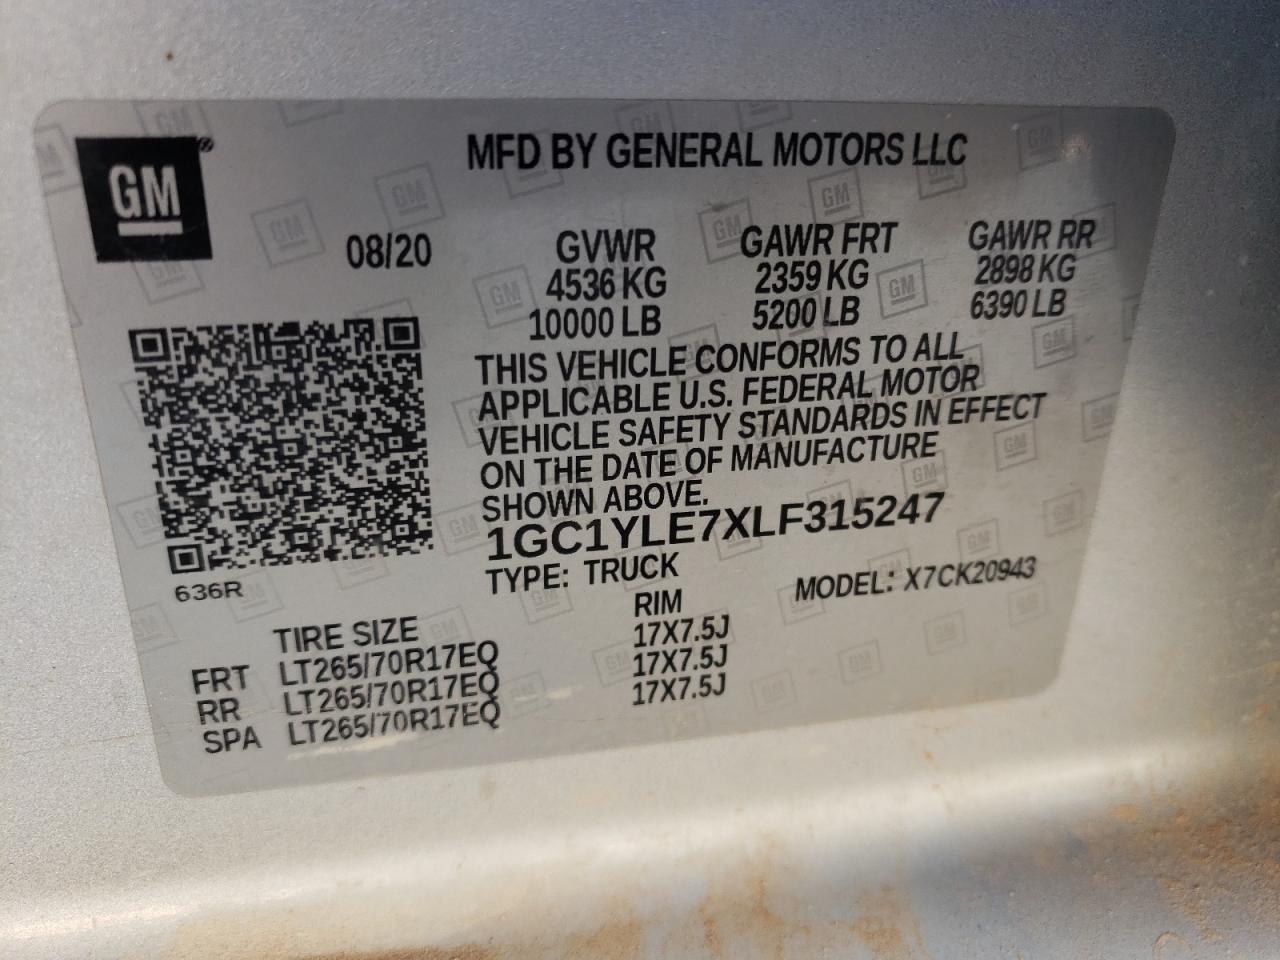 GM®
MFD BY GENERAL MOTORS LLC
08/20
GVWR GAWR FRT GAWR RR
4536 KG 2359 KG 2898 KG
10000 LB 5200 LB 6390 LB
THIS VEHICLE CONFORMS TO ALL
APPLICABLE U.S. FEDERAL MOTOR
VEHICLE SAFETY STANDARDS IN EFFECT
ON THE DATE OF MANUFACTURE
SHOWN ABOVE.
1GC1YLE7XLF315247
TYPE: TRUCK MODEL: X7CK20943
636R
TIRE SIZE RIM
FRT LT265/70R17EQ 17X7.5J
RR LT265/70R17EQ 17X7.5J
SPA LT265/70R17EQ 17X7.5J